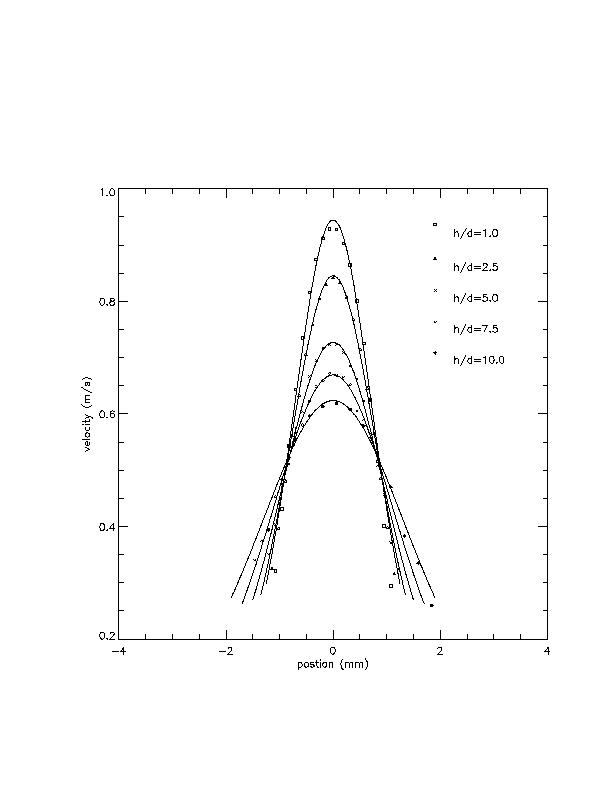 1.0
0.8
0.6
0.4
0.2
velocity (m/s)
h/d=1.0
h/d=2.5
h/d=5.0
h/d=7.5
h/d=10.0
−4 −2 0 2 4
postion (mm)